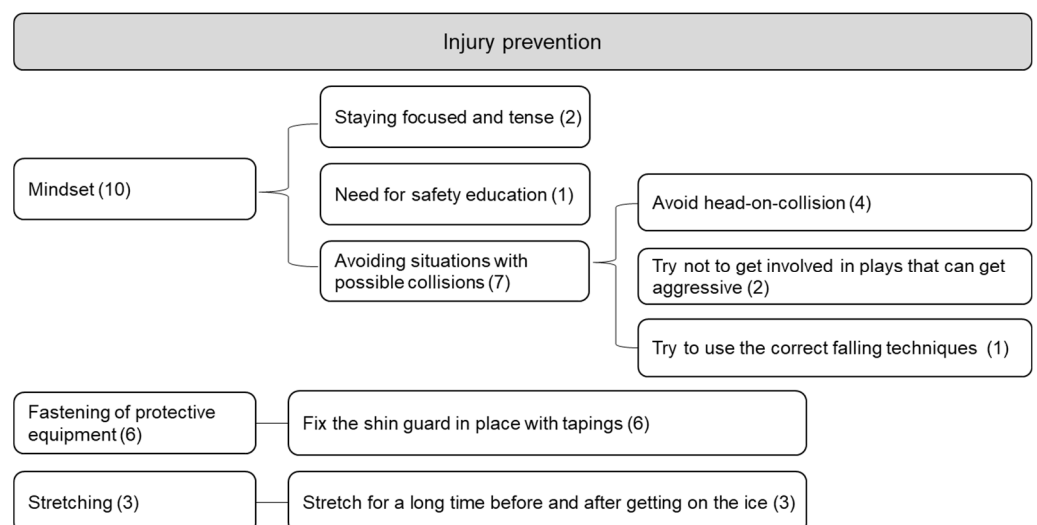 Injury prevention
Mindset (10)
Staying focused and tense (2)
Need for safety education (1)
Avoiding situations with
possible collisions (7)
Avoid head-on-collision (4)
Try not to get involved in plays that can get
aggressive (2)
Try to use the correct falling techniques (1)
Fastening of protective
equipment (6)
Fix the shin guard in place with tapings (6)
Stretching (3)
Stretch for a long time before and after getting on the ice (3)